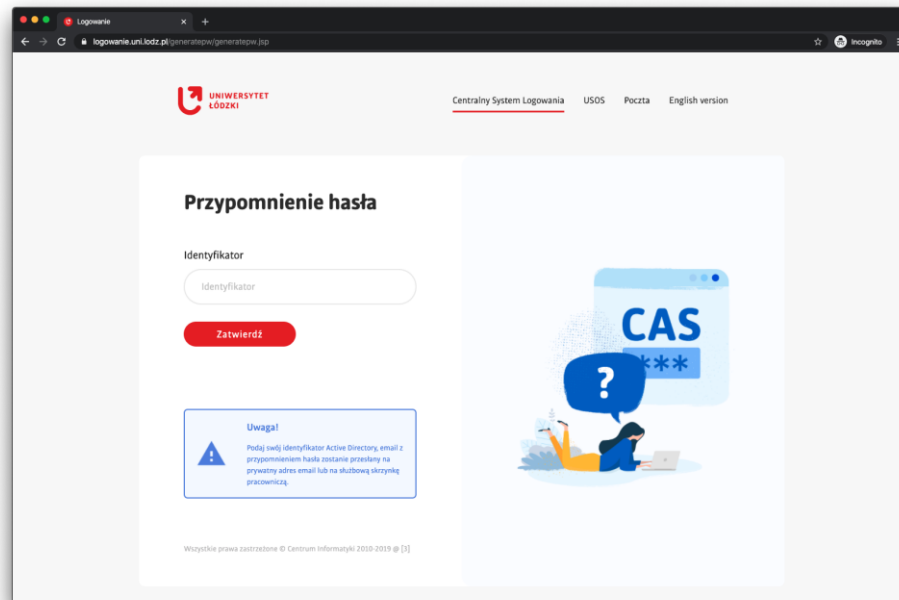 Logowanie
logowanie.uni.lodz.pl/generatepw/generatepw.jsp
Incognito
UNIWERSYTET
ŁÓDZKI
Centralny System Logowania USOS Poczta English version
Przypomnienie hasła
Identyfikator
Identyfikator
Zatwierdź
Uwaga!
Podaj swój identyfikator Active Directory, email z
przypomnieniem hasła zostanie przesłany na
prywatny adres email lub na służbową skrzynkę
pracowniczą.
Wszystkie prawa zastrzeżone © Centrum Informatyki 2010-2019 @ [3]
CAS
***
?